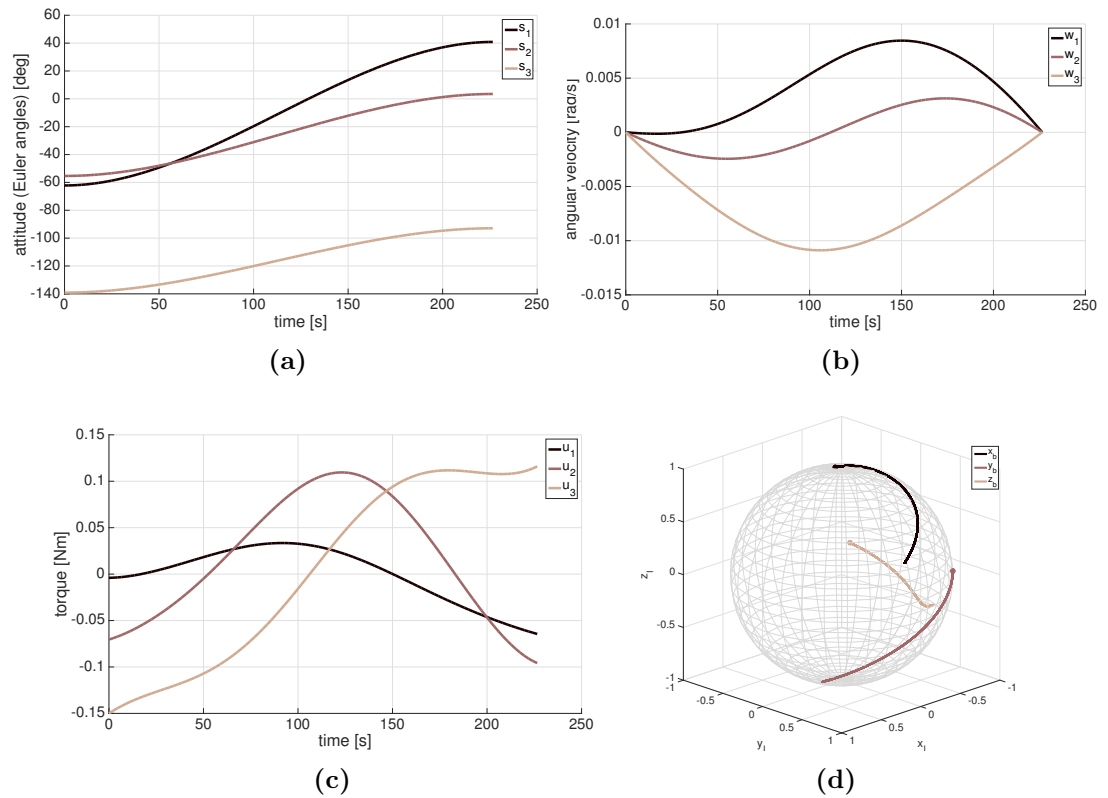 60
40
20
0
-20
-40
-60
-80
-100
-120
-140
attitude (Euler angles) [deg]
0 50 100 150 200 250
time [s]
s1
s2
s3
(a)
0.01
0.005
0
-0.005
-0.01
-0.015
angular velocity [rad/s]
0 50 100 150 200 250
time [s]
w1
w2
w3
(b)
0.15
0.1
0.05
0
-0.05
-0.1
-0.15
torque [Nm]
0 50 100 150 200 250
time [s]
u1
u2
u3
(c)
1
0.5
0
-0.5
-1
zI
-1 -0.5 0 0.5 1
yI
1 0.5 0 -0.5 -1
xI
xb
yb
zb
(d)